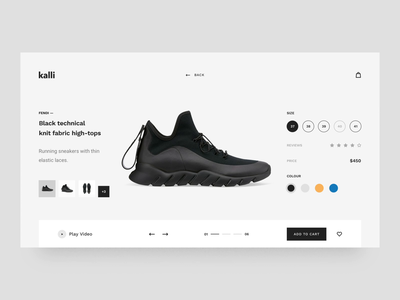 kalli
← BACK
FENDI —
Black technical
knit fabric high-tops
Running sneakers with thin
elastic laces.
+2
SIZE
37 38 39 40 41
REVIEWS
PRICE $450
COLOUR
Play Video
← →
01 06
ADD TO CART